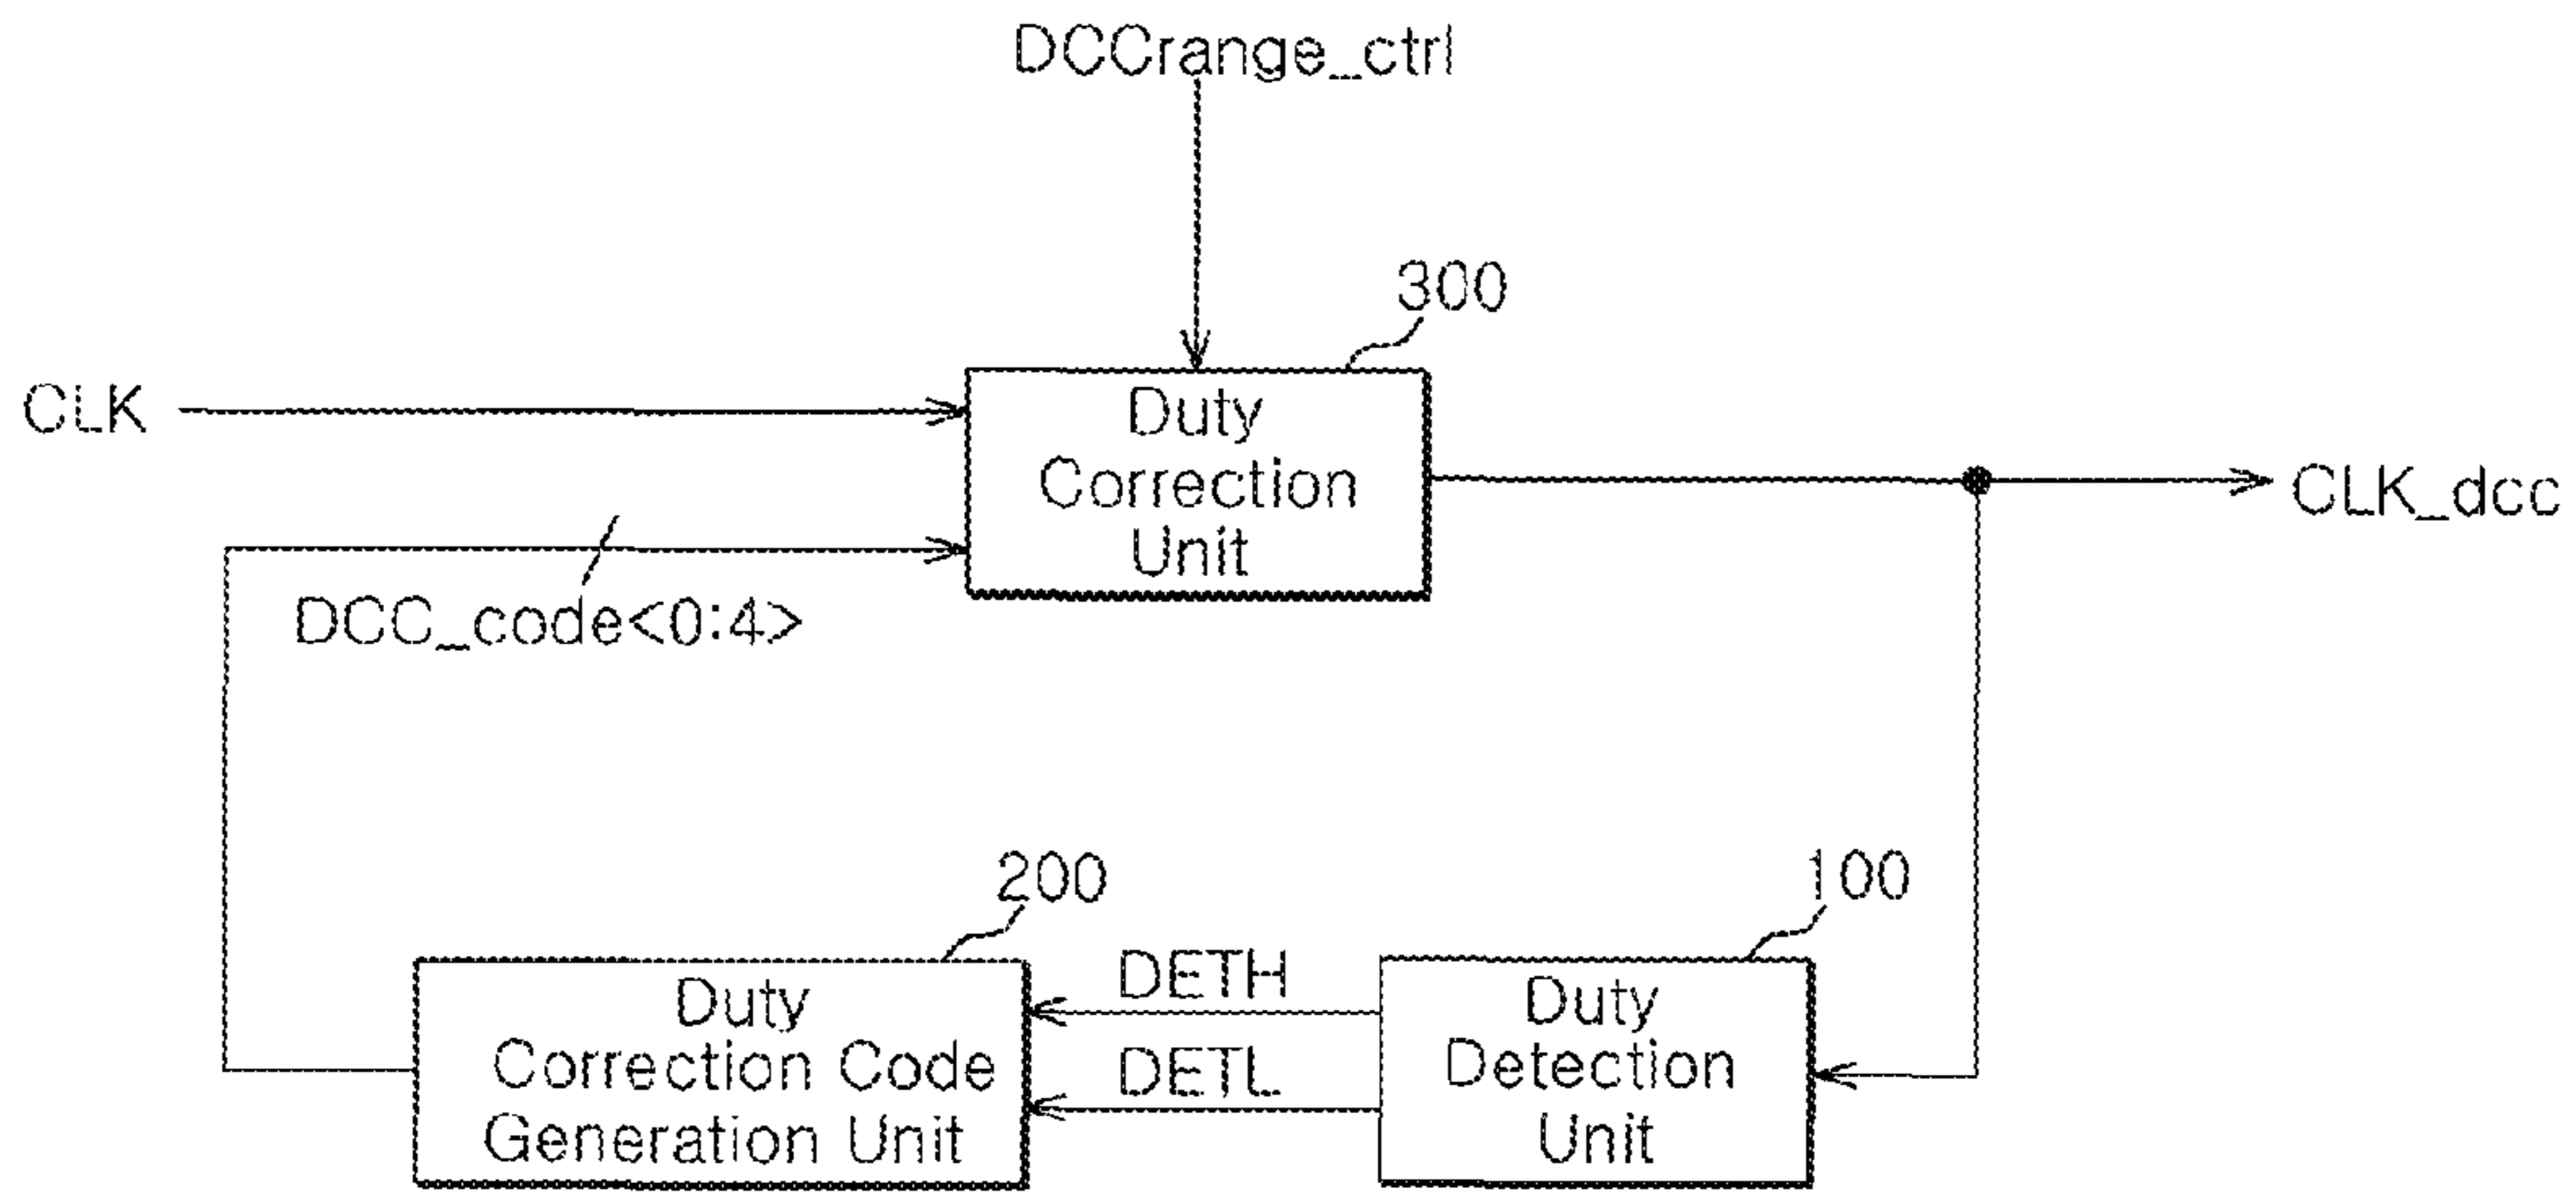 DCCrange_ctrl
300
CLK
Duty
Correction
Unit
CLK_dcc
DCC_code<0:4>
200
100
Duty
Correction Code
Generation Unit
DETH
DETL
Duty
Detection
Unit